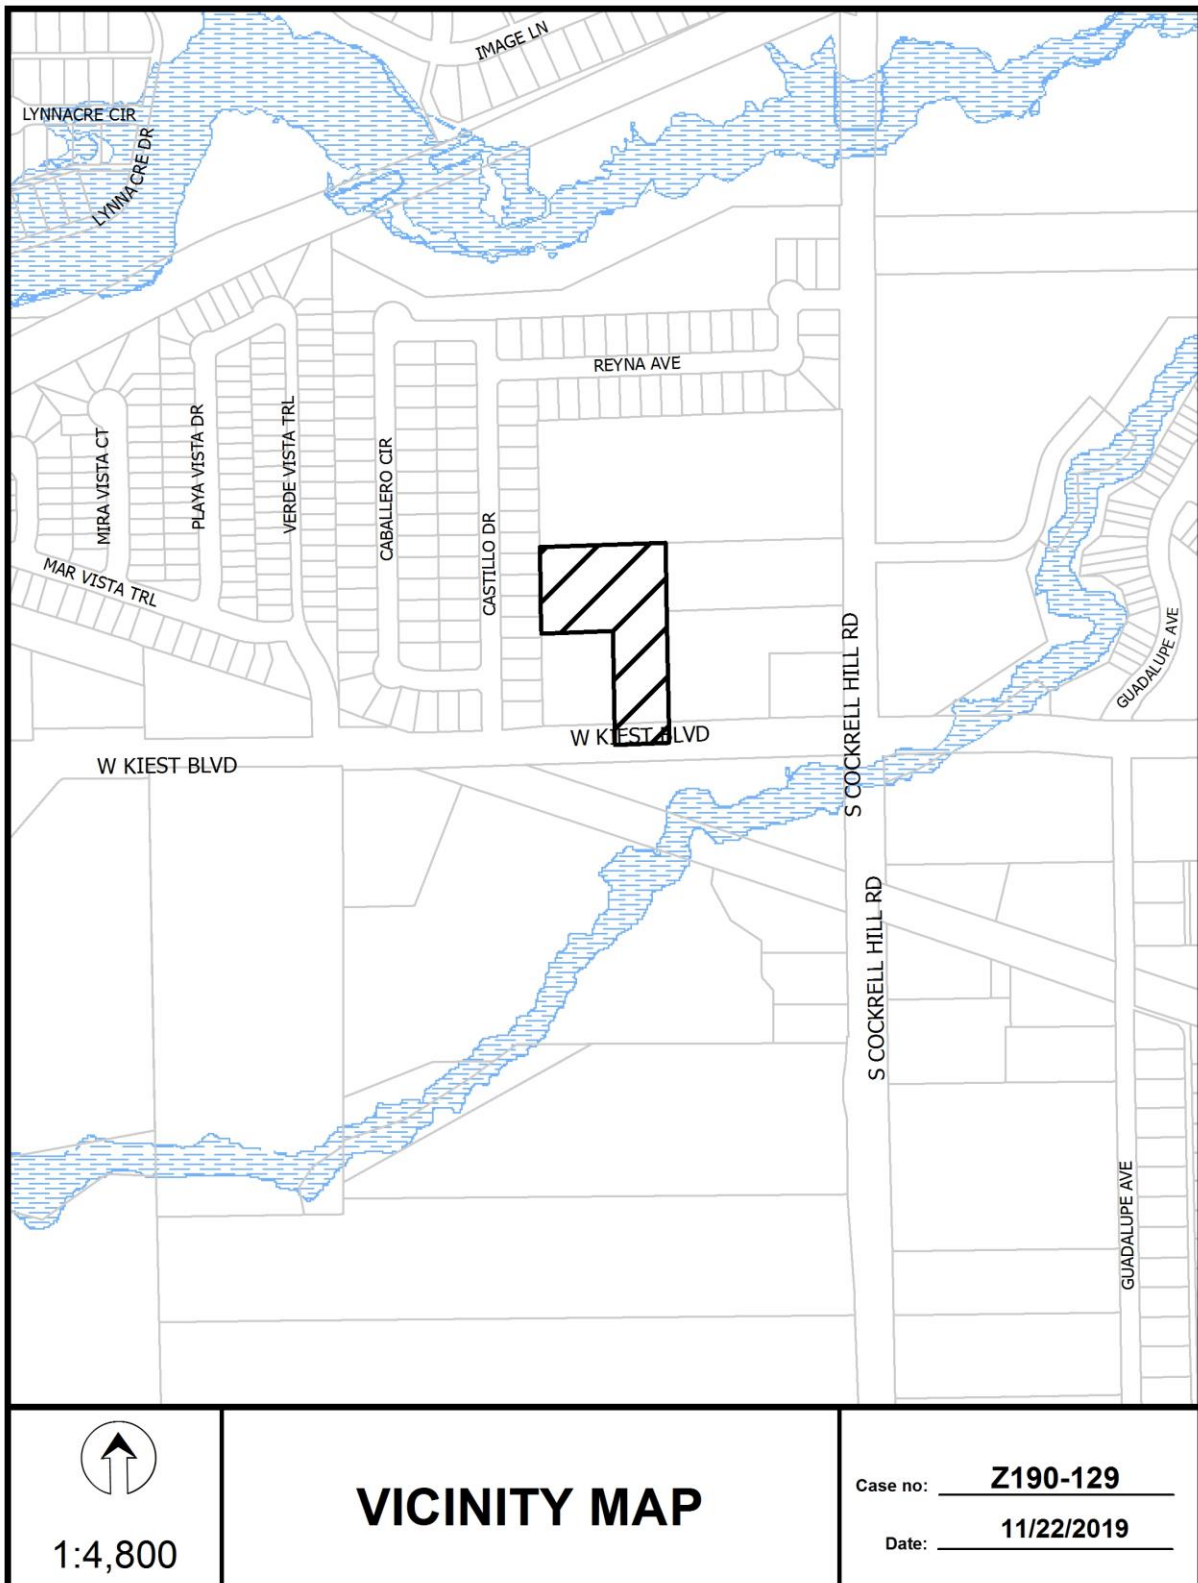 IMAGE LN
LYNNACRE CIR
LYNNACRE DR
REYNA AVE
MIRA VISTA CT
PLAYA VISTA DR
VERDE VISTA TRL
CABALLERO CIR
CASTILLO DR
MAR VISTA TRL
S COCKRELL HILL RD
GUADALUPE AVE
W KIEST BLVD
W KIEST BLVD
S COCKRELL HILL RD
GUADALUPE AVE
1:4,800
VICINITY MAP
Case no: Z190-129
Date: 11/22/2019